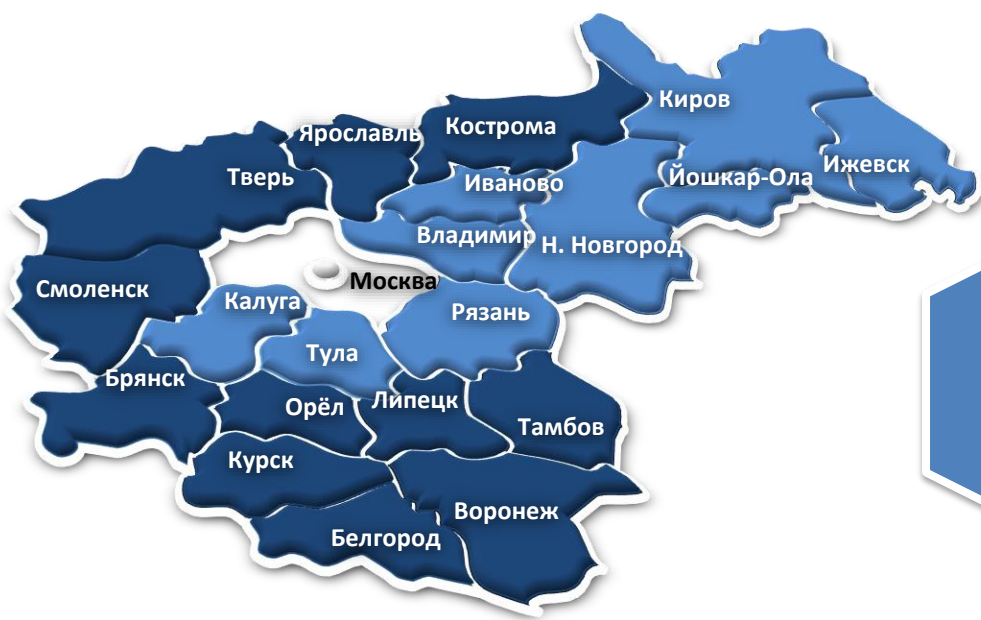 Киров
Ярославль
Кострома
Ижевск
Йошкар-Ола
Тверь
Иваново
Владимир
Н. Новгород
Москва
Смоленск
Калуга
Рязань
Тула
Брянск
Орёл
Липецк
Тамбов
Курск
Воронеж
Белгород